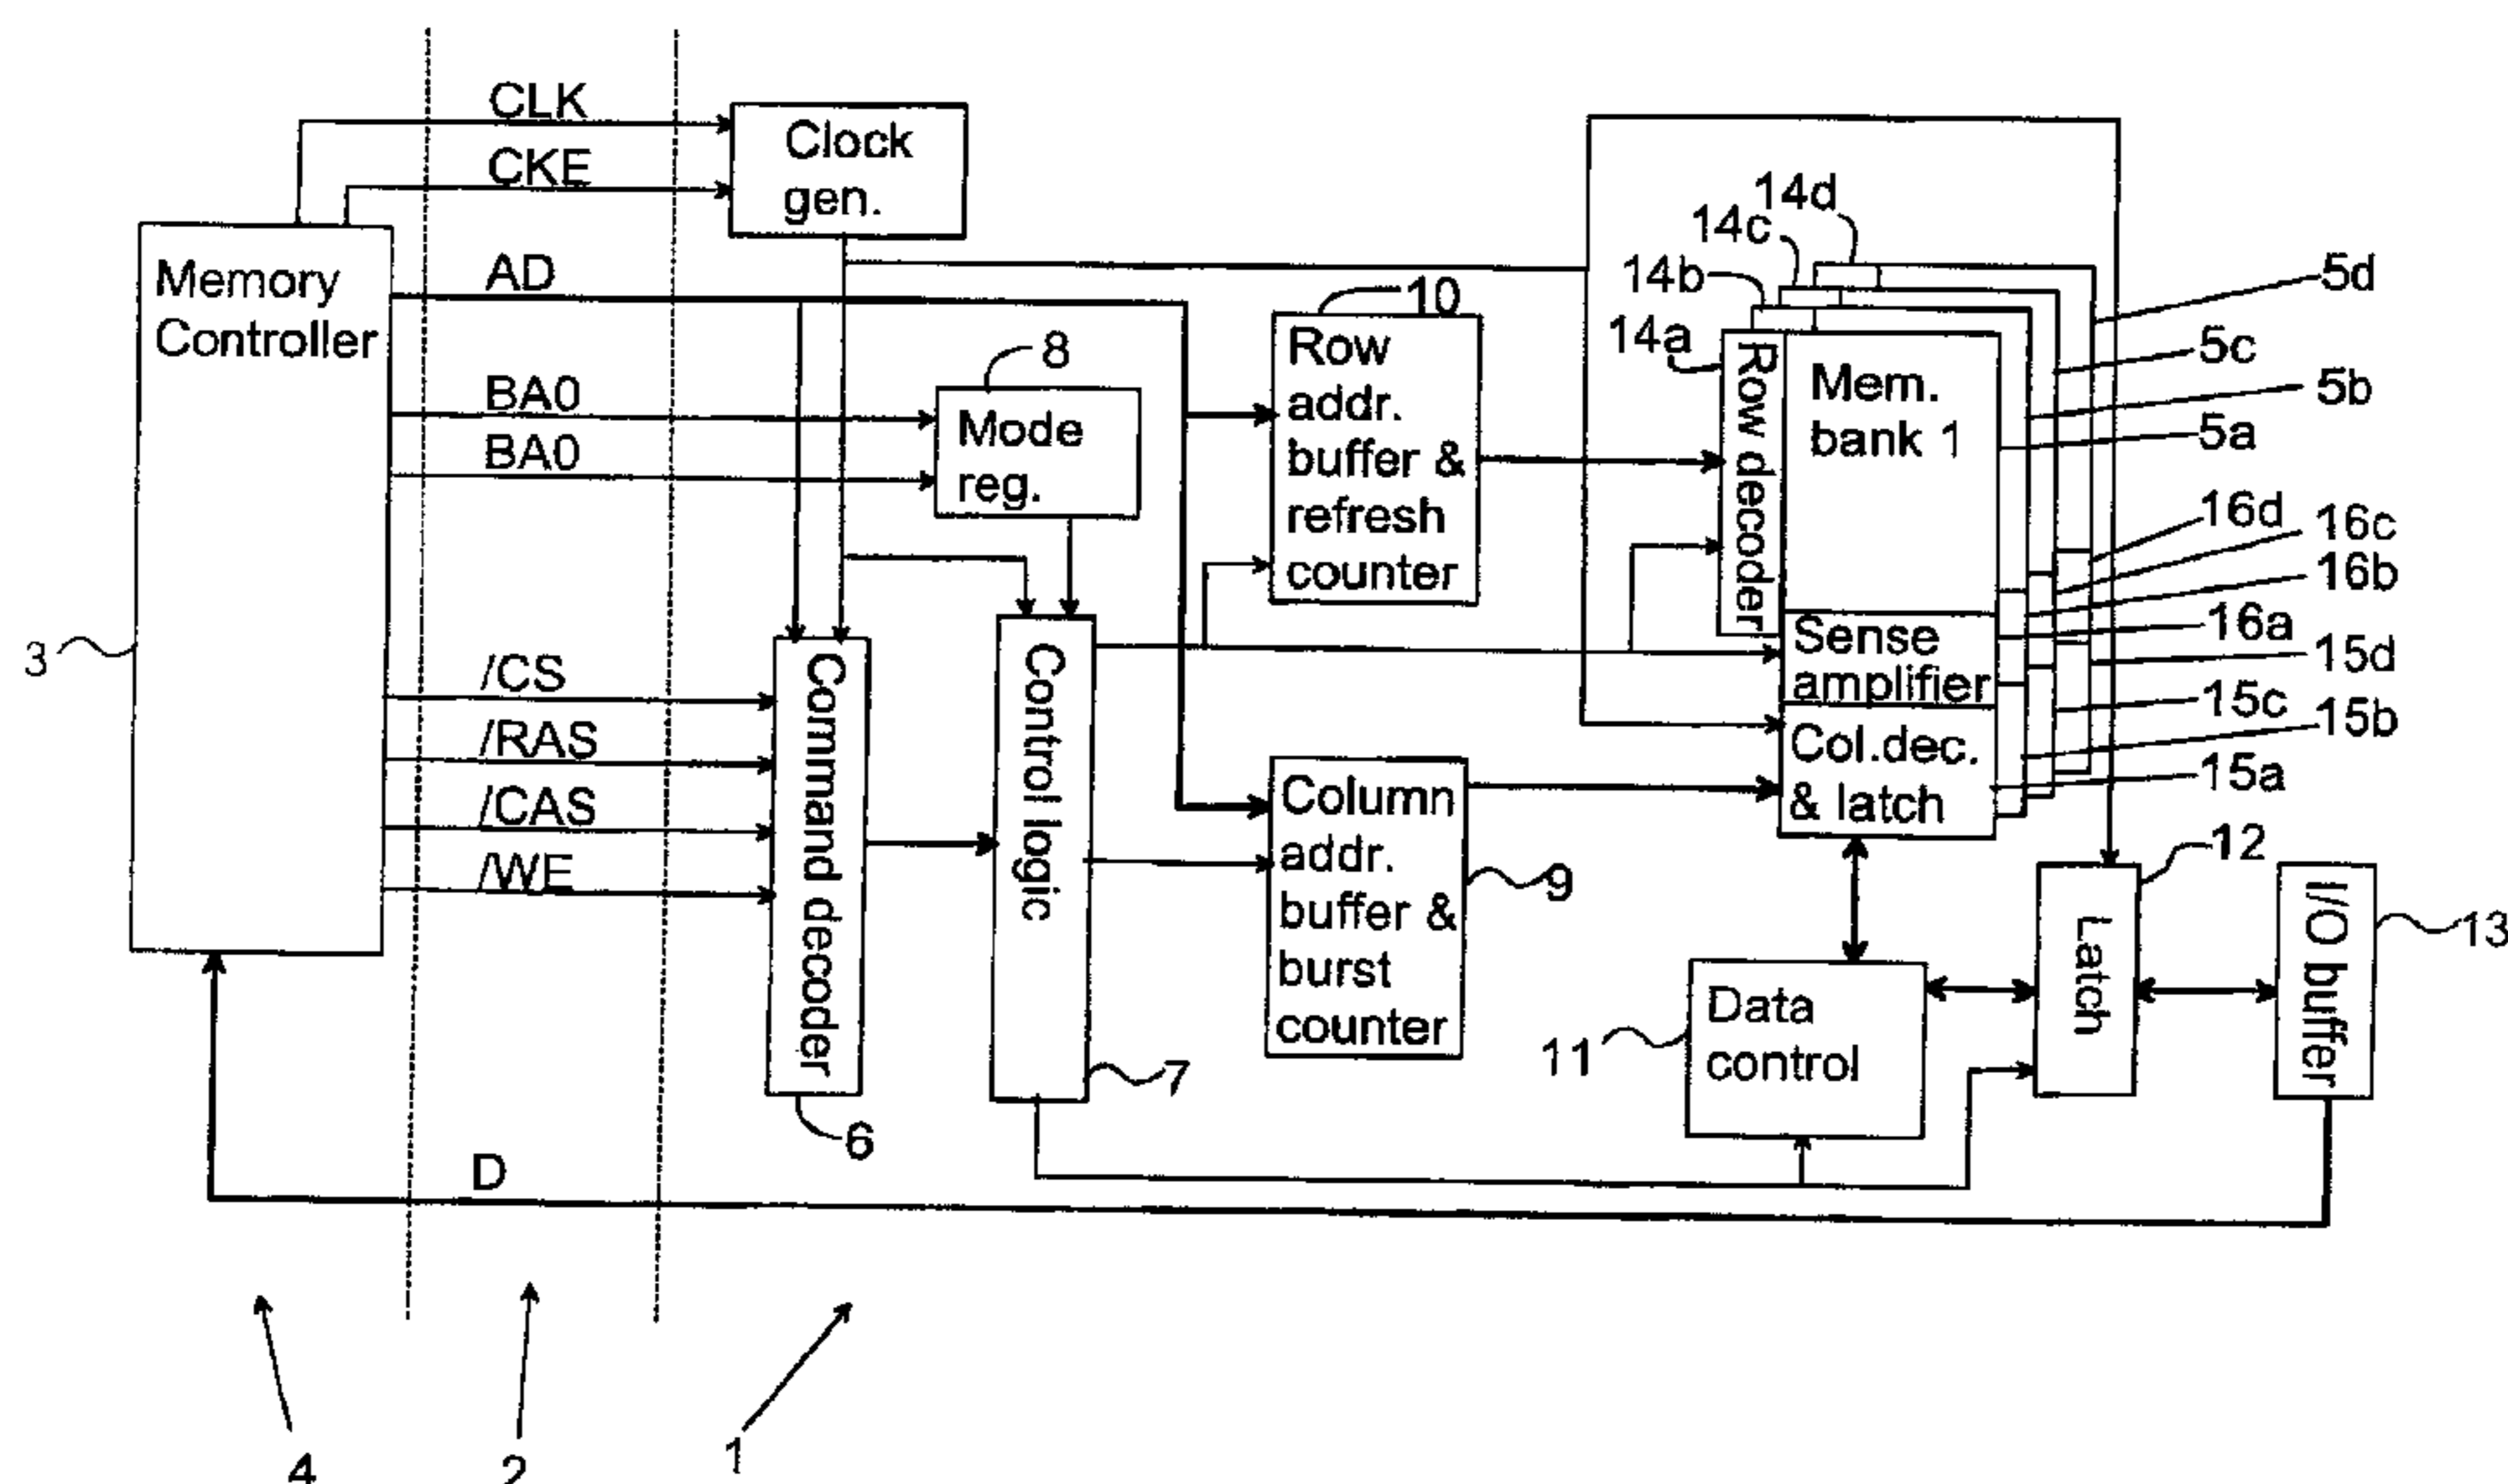 CLK
CKE
Clock
gen.
Memory
Controller
AD
BA0
BA0
8
Mode
reg.
10
Row
addr.
buffer &
refresh
counter
14d
14c
14b
14a
Row decoder
Mem.
bank 1
5d
5c
5b
5a
16d
16c
16b
16a
15d
15c
15b
15a
Sense
amplifier
Col.dec.
& latch
3
/CS
/RAS
/CAS
/WE
Command decoder
6
Control logic
7
Column
addr.
buffer &
burst
counter
9
12
Latch
I/O buffer
13
11
Data
control
D
4
2
1